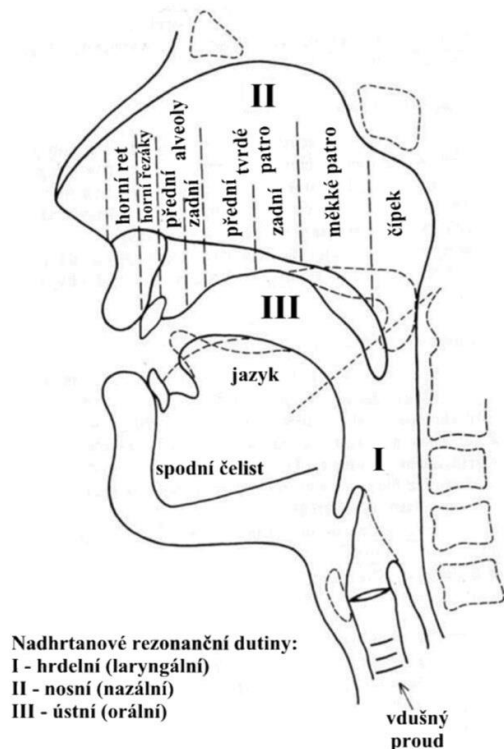 II
horní ret
horní řezáky
přední
zadní
alveoly
přední
zadní
tvrdé
patro
měkké patro
čípek
III
jazyk
spodní čelist
I
Nadhrtanové rezonanční dutiny:
I - hrdelní (laryngální)
II - nosní (nazální)
III - ústní (orální)
vdušný
proud